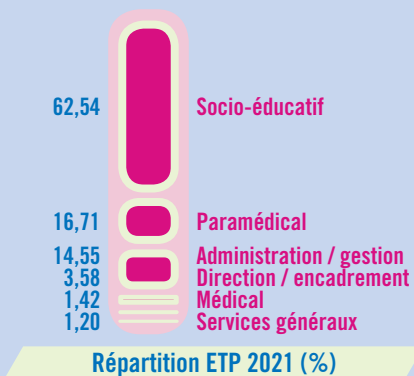 62,54 Socio-éducatif
16,71 Paramédical
14,55 Administration / gestion
3,58 Direction / encadrement
1,42 Médical
1,20 Services généraux
Répartition ETP 2021 (%)